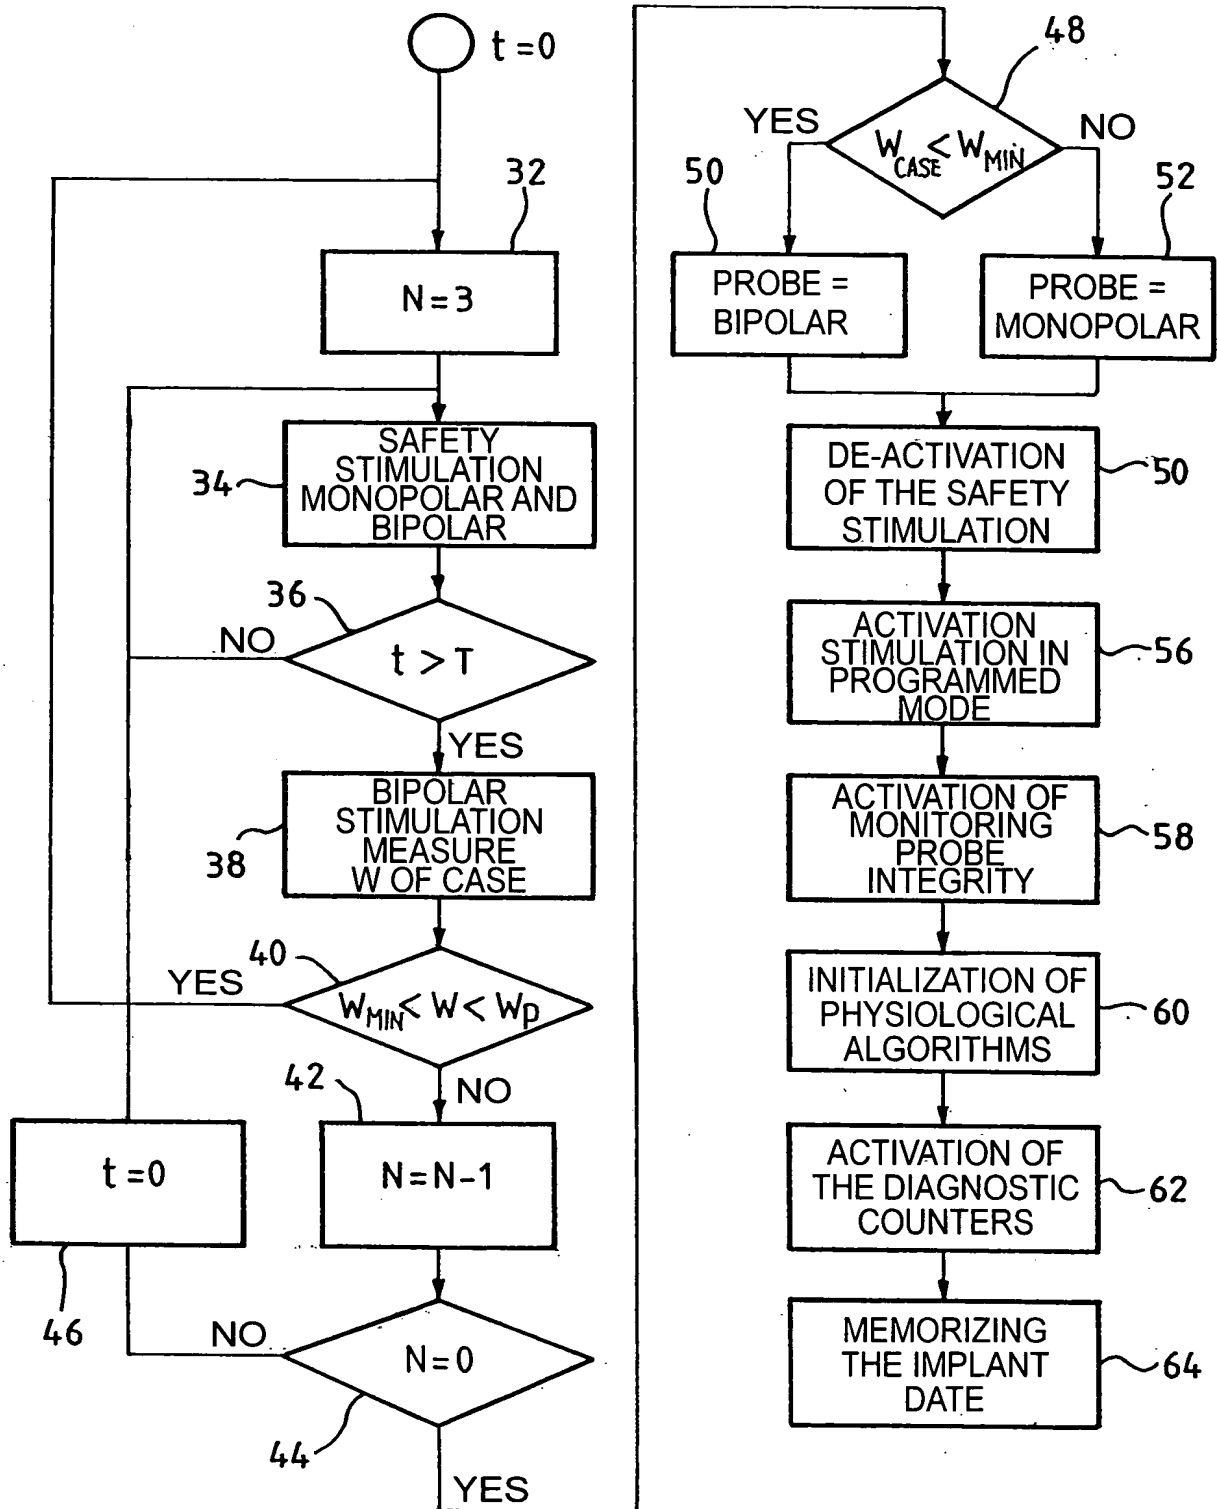 t=0
32
N=3
SAFETY
STIMULATION
MONOPOLAR AND
BIPOLAR
34
36
NO
t > T
YES
BIPOLAR
STIMULATION
MEASURE
W OF CASE
38
40
YES
WMIN < W < Wp
NO
42
t=0
N=N-1
46
NO
N=0
44
YES
48
YES
NO
WCASE < WMIN
50
52
PROBE =
BIPOLAR
PROBE =
MONOPOLAR
DE-ACTIVATION
OF THE SAFETY
STIMULATION
50
ACTIVATION
STIMULATION IN
PROGRAMMED
MODE
56
ACTIVATION OF
MONITORING
PROBE
INTEGRITY
58
INITIALIZATION OF
PHYSIOLOGICAL
ALGORITHMS
60
ACTIVATION OF
THE DIAGNOSTIC
COUNTERS
62
MEMORIZING
THE IMPLANT
DATE
64